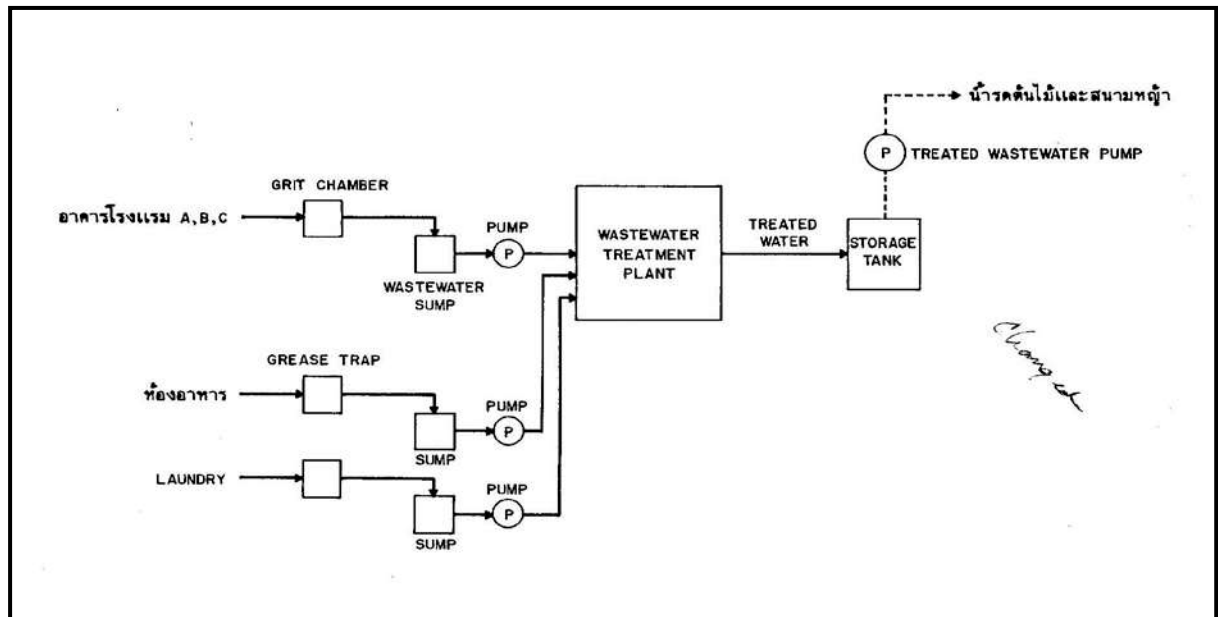 น้ำรดต้นไม้และสนามหญ้า
P
TREATED WASTEWATER PUMP
GRIT CHAMBER
อาคารโรงแรม A,B,C
PUMP
P
WASTEWATER
SUMP
WASTEWATER
TREATMENT
PLANT
TREATED
WATER
STORAGE
TANK
Changed
GREASE TRAP
ห้องอาหาร
PUMP
P
SUMP
LAUNDRY
PUMP
P
SUMP